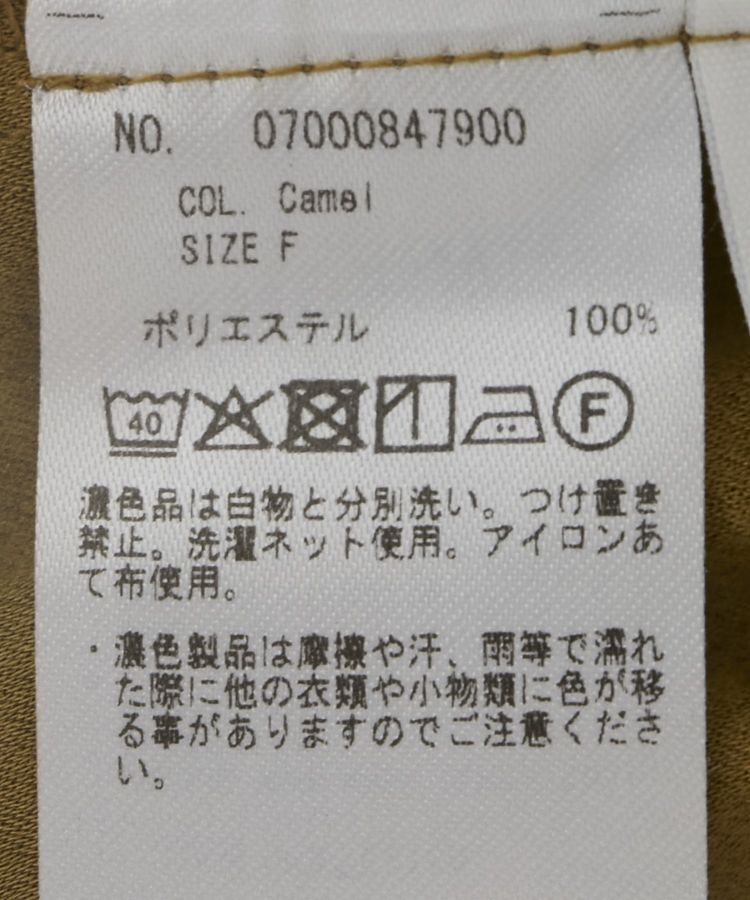 NO. 07000847900
COL. Camel
SIZE F
ポリエステル 100%
40 F
濃色品は白物と分別洗い。つけ置き
禁止。洗濯ネット使用。アイロンあ
て布使用。
・濃色製品は摩擦や汗、雨等で濡れ
た際に他の衣類や小物類に色が移
る事がありますのでご注意くださ
い。